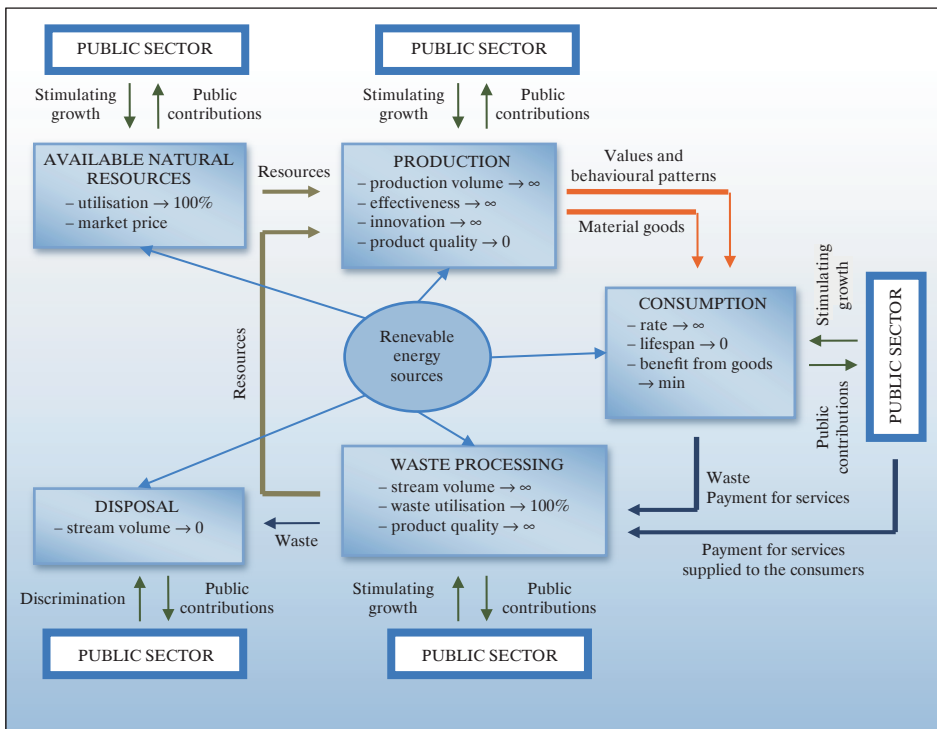 PUBLIC SECTOR
PUBLIC SECTOR
Stimulating
growth
Public
contributions
Stimulating
growth
Public
contributions
AVAILABLE NATURAL
RESOURCES
– utilisation → 100%
– market price
Resources
PRODUCTION
– production volume → ∞
– effectiveness → ∞
– innovation → ∞
– product quality → 0
Values and
behavioural patterns
Material goods
Resources
Renevable
energy
sources
CONSUMPTION
– rate → ∞
– lifespan → 0
– benefit from goods
→ min
Stimulating
growth
Public
contributions
PUBLIC SECTOR
DISPOSAL
– stream volume → 0
Waste
WASTE PROCESSING
– stream volume → ∞
– waste utilisation → 100%
– product quality → ∞
Waste
Payment for services
Payment for services
supplied to the consumers
Discrimination
Public
contributions
Stimulating
growth
Public
contributions
PUBLIC SECTOR
PUBLIC SECTOR